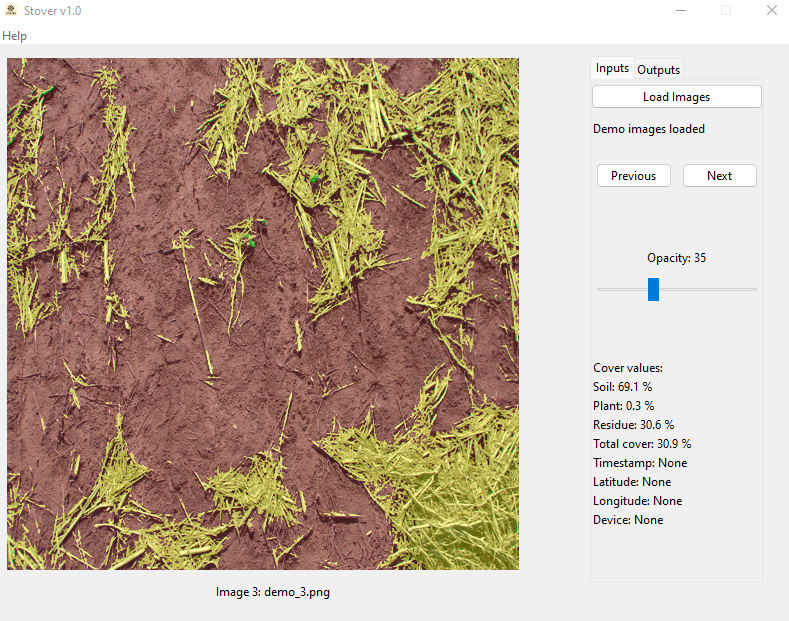 Stover v1.0
Help
Inputs Outputs
Load Images
Demo images loaded
Previous Next
Opacity: 35
Cover values:
Soil: 69.1 %
Plant: 0.3 %
Residue: 30.6 %
Total cover: 30.9 %
Timestamp: None
Latitude: None
Longitude: None
Device: None
Image 3: demo_3.png